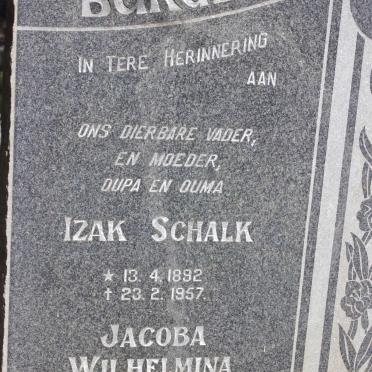 IN TERE HERINNERING
AAN
ONS DIERBARE VADER,
EN MOEDER,
OUPA EN OUMA
IZAK SCHALK
★ 13. 4. 1892
† 23. 2. 1957.
JACOBA
WILHELMINA